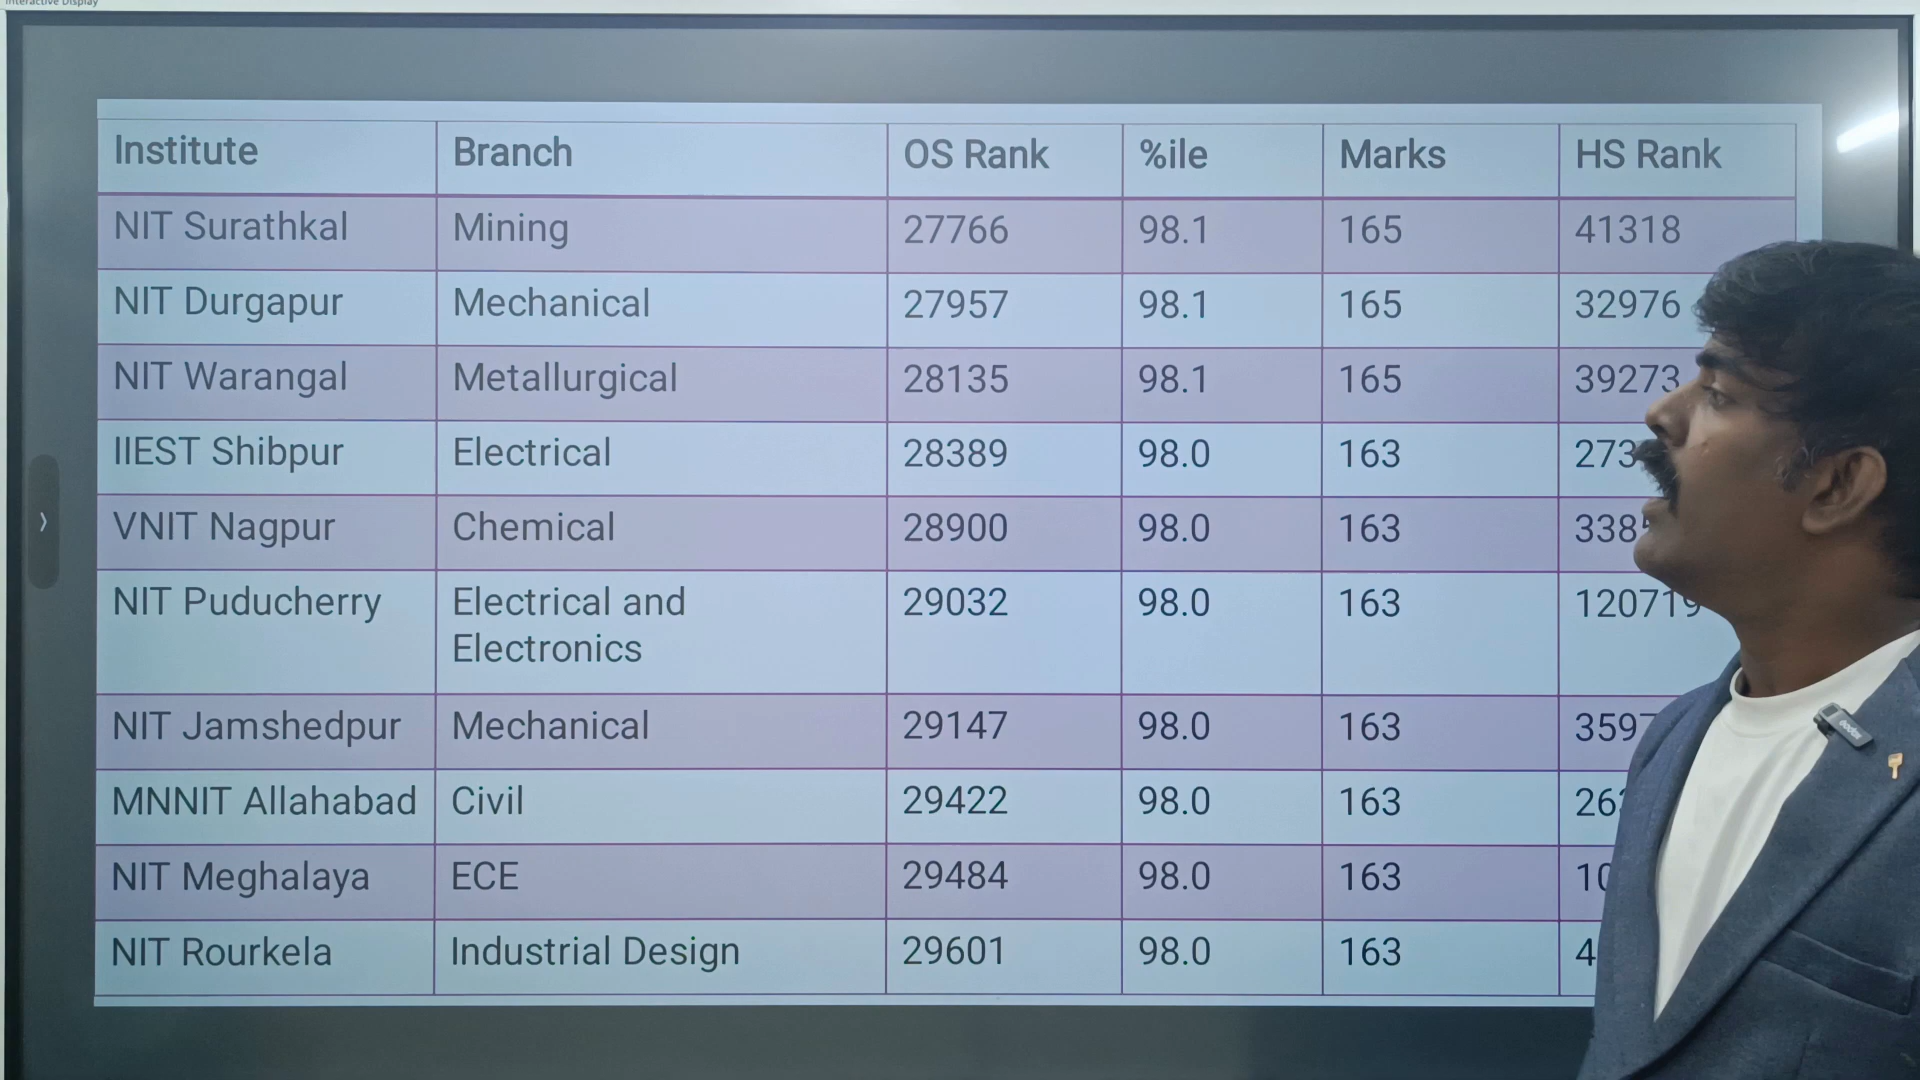 Interactive Display
Institute Branch OS Rank %ile Marks HS Rank
NIT Surathkal Mining 27766 98.1 165 41318
NIT Durgapur Mechanical 27957 98.1 165 32976
NIT Warangal Metallurgical 28135 98.1 165 39273
IIEST Shibpur Electrical 28389 98.0 163
VNIT Nagpur Chemical 28900 98.0 163
NIT Puducherry Electrical and 29032 98.0 163 120719
Electronics
NIT Jamshedpur Mechanical 29147 98.0 163
MNNIT Allahabad Civil 29422 98.0 163
NIT Meghalaya ECE 29484 98.0 163
NIT Rourkela Industrial Design 29601 98.0 163